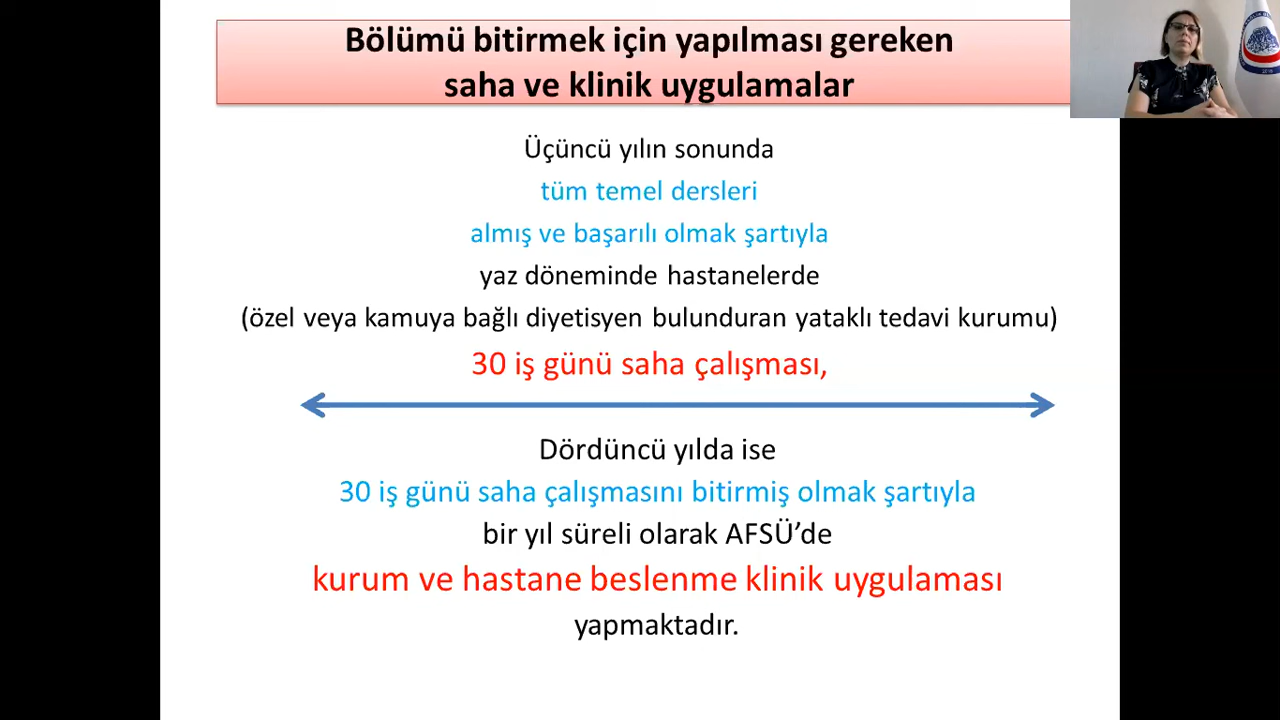 Bölümü bitirmek için yapılması gereken
saha ve klinik uygulamalar
Üçüncü yılın sonunda
tüm temel dersleri
almış ve başarılı olmak şartıyla
yaz döneminde hastanelerde
(özel veya kamuya bağlı diyetisyen bulunduran yataklı tedavi kurumu)
30 iş günü saha çalışması,
Dördüncü yılda ise
30 iş günü saha çalışmasını bitirmiş olmak şartıyla
bir yıl süreli olarak AFSÜ’de
kurum ve hastane beslenme klinik uygulaması
yapmaktadır.